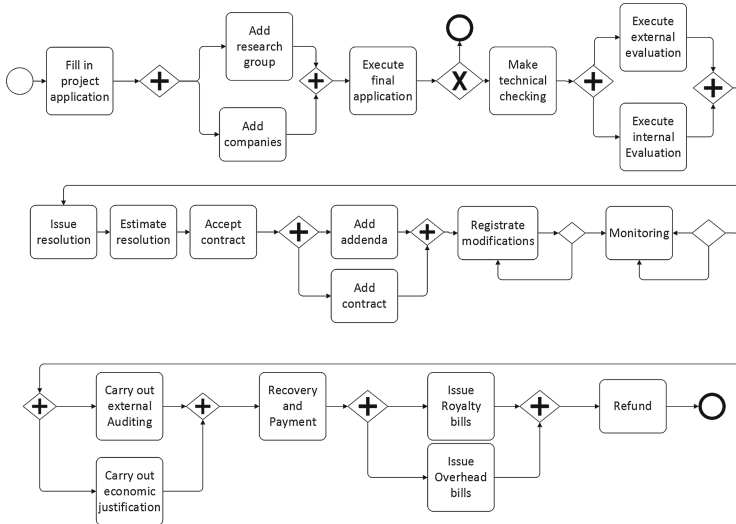 Fill in
project
application
Add
research
group
Add
companies
Execute
final
application
X
Make
technical
checking
Execute
external
evaluation
Execute
internal
Evaluation
Issue
resolution
Estimate
resolution
Accept
contract
Add
addenda
Add
contract
Registrate
modifications
Monitoring
Carry out
external
Auditing
Carry out
economic
justification
Recovery
and
Payment
Issue
Royalty
bills
Issue
Overhead
bills
Refund